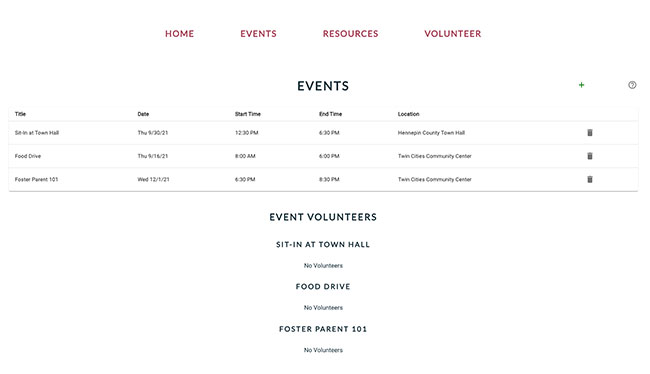 HOME EVENTS RESOURCES VOLUNTEER
EVENTS
Title Date Start Time End Time Location
Sit-In at Town Hall Thu 9/30/21 12:30 PM 6:30 PM Hennepin County Town Hall
Food Drive Thu 9/16/21 8:00 AM 6:00 PM Twin Cities Community Center
Foster Parent 101 Wed 12/1/21 6:30 PM 8:30 PM Twin Cities Community Center
EVENT VOLUNTEERS
SIT-IN AT TOWN HALL
No Volunteers
FOOD DRIVE
No Volunteers
FOSTER PARENT 101
No Volunteers